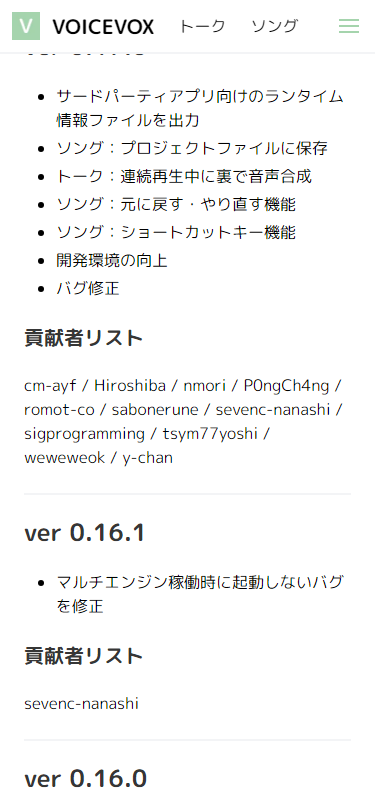 V VOICEVOX トーク ソング
サードパーティアプリ向けのランタイム
情報ファイルを出力
ソング：プロジェクトファイルに保存
トーク：連続再生中に裏で音声合成
ソング：元に戻す・やり直す機能
ソング：ショートカットキー機能
開発環境の向上
バグ修正
貢献者リスト
cm-ayf / Hiroshiba / nmori / P0ngCh4ng /
romot-co / sabonerune / sevenc-nanashi /
sigprogramming / tsym77yoshi /
weweweok / y-chan
ver 0.16.1
マルチエンジン稼働時に起動しないバグ
を修正
貢献者リスト
sevenc-nanashi
ver 0.16.0